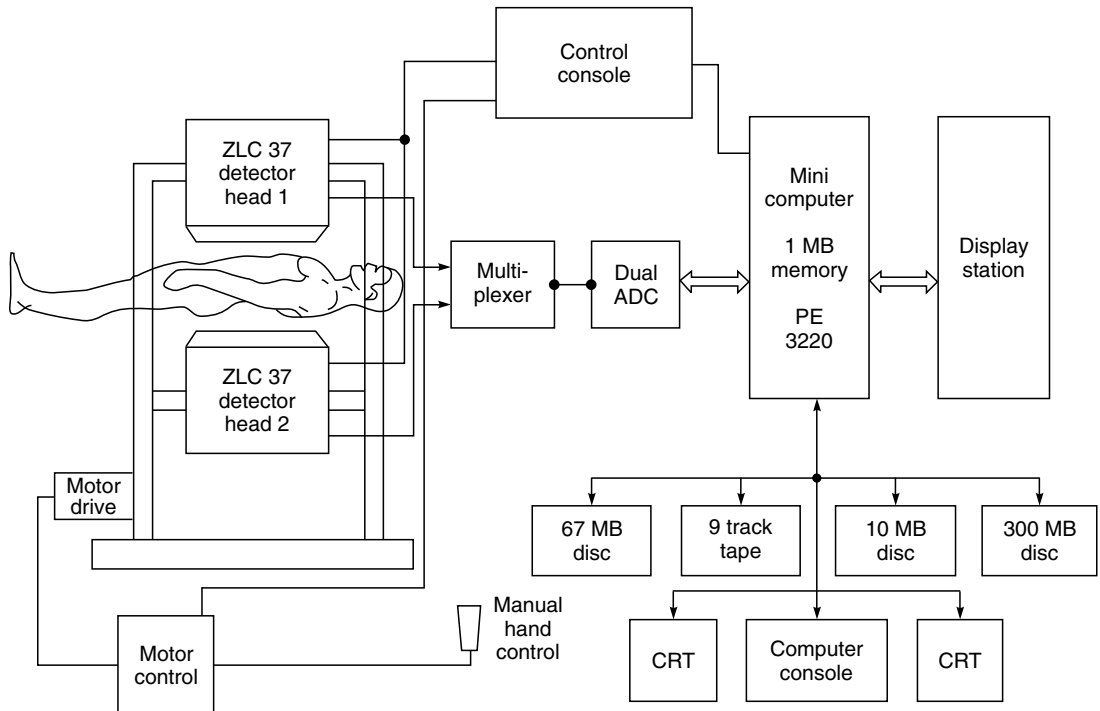 Control
console
ZLC 37
detector
head 1
Multi-
plexer
Dual
ADC
Mini
computer
1 MB
memory
PE
3220
Display
station
ZLC 37
detector
head 2
Motor
drive
67 MB
disc
9 track
tape
10 MB
disc
300 MB
disc
Manual
hand
control
Motor
control
CRT
Computer
console
CRT